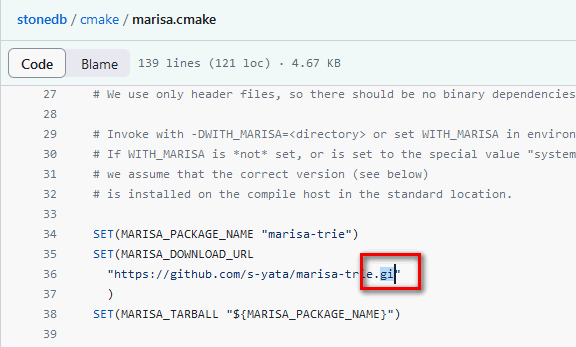 stonedb / cmake / marisa.cmake
Code Blame 139 lines (121 loc) · 4.67 KB
27 # We use only header files, so there should be no binary dependencies
28
29 # Invoke with -DWITH_MARISA=<directory> or set WITH_MARISA in environ
30 # If WITH_MARISA is *not* set, or is set to the special value "system
31 # we assume that the correct version (see below)
32 # is installed on the compile host in the standard location.
33
34 SET(MARISA_PACKAGE_NAME "marisa-trie")
35 SET(MARISA_DOWNLOAD_URL
36 "https://github.com/s-yata/marisa-trie.gi"
37 )
38 SET(MARISA_TARBALL "${MARISA_PACKAGE_NAME}")
39